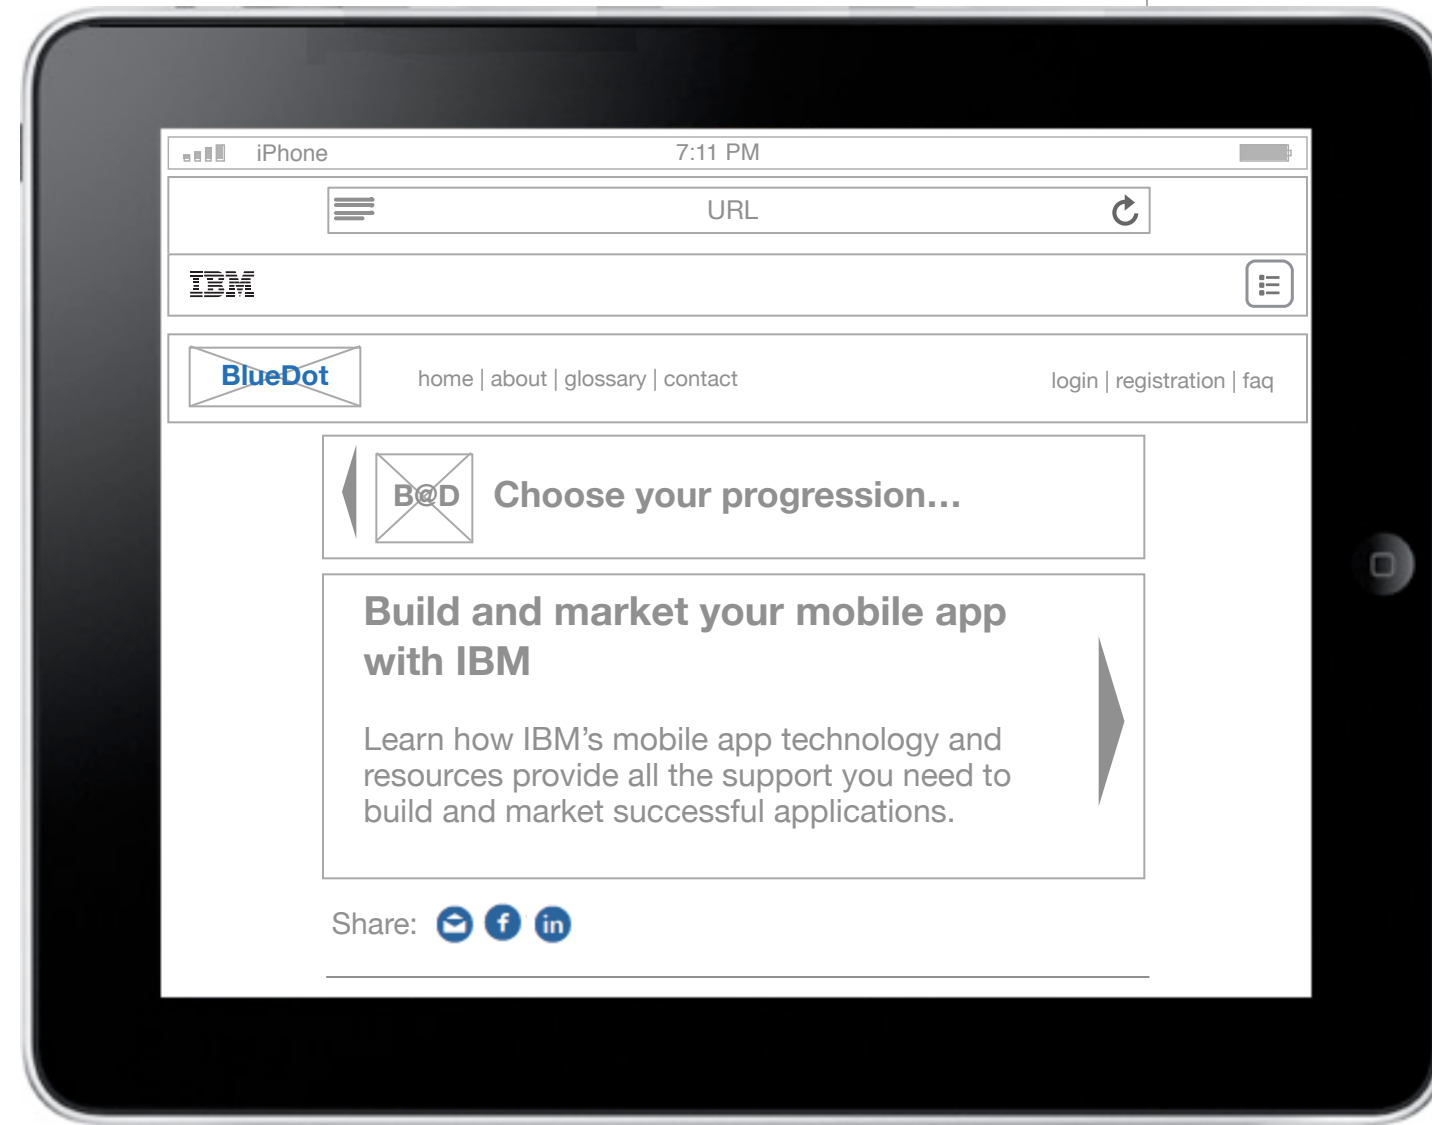 iPhone 7:11 PM
URL
IBM
BlueDot home | about | glossary | contact login | registration | faq
B@D Choose your progression...
Build and market your mobile app
with IBM
Learn how IBM's mobile app technology and
resources provide all the support you need to
build and market successful applications.
Share: f in